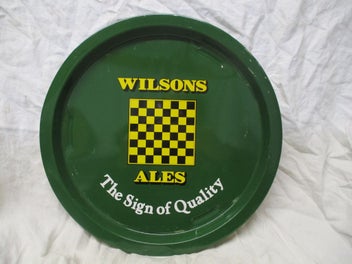 WILSONS
ALES
The Sign of Quality